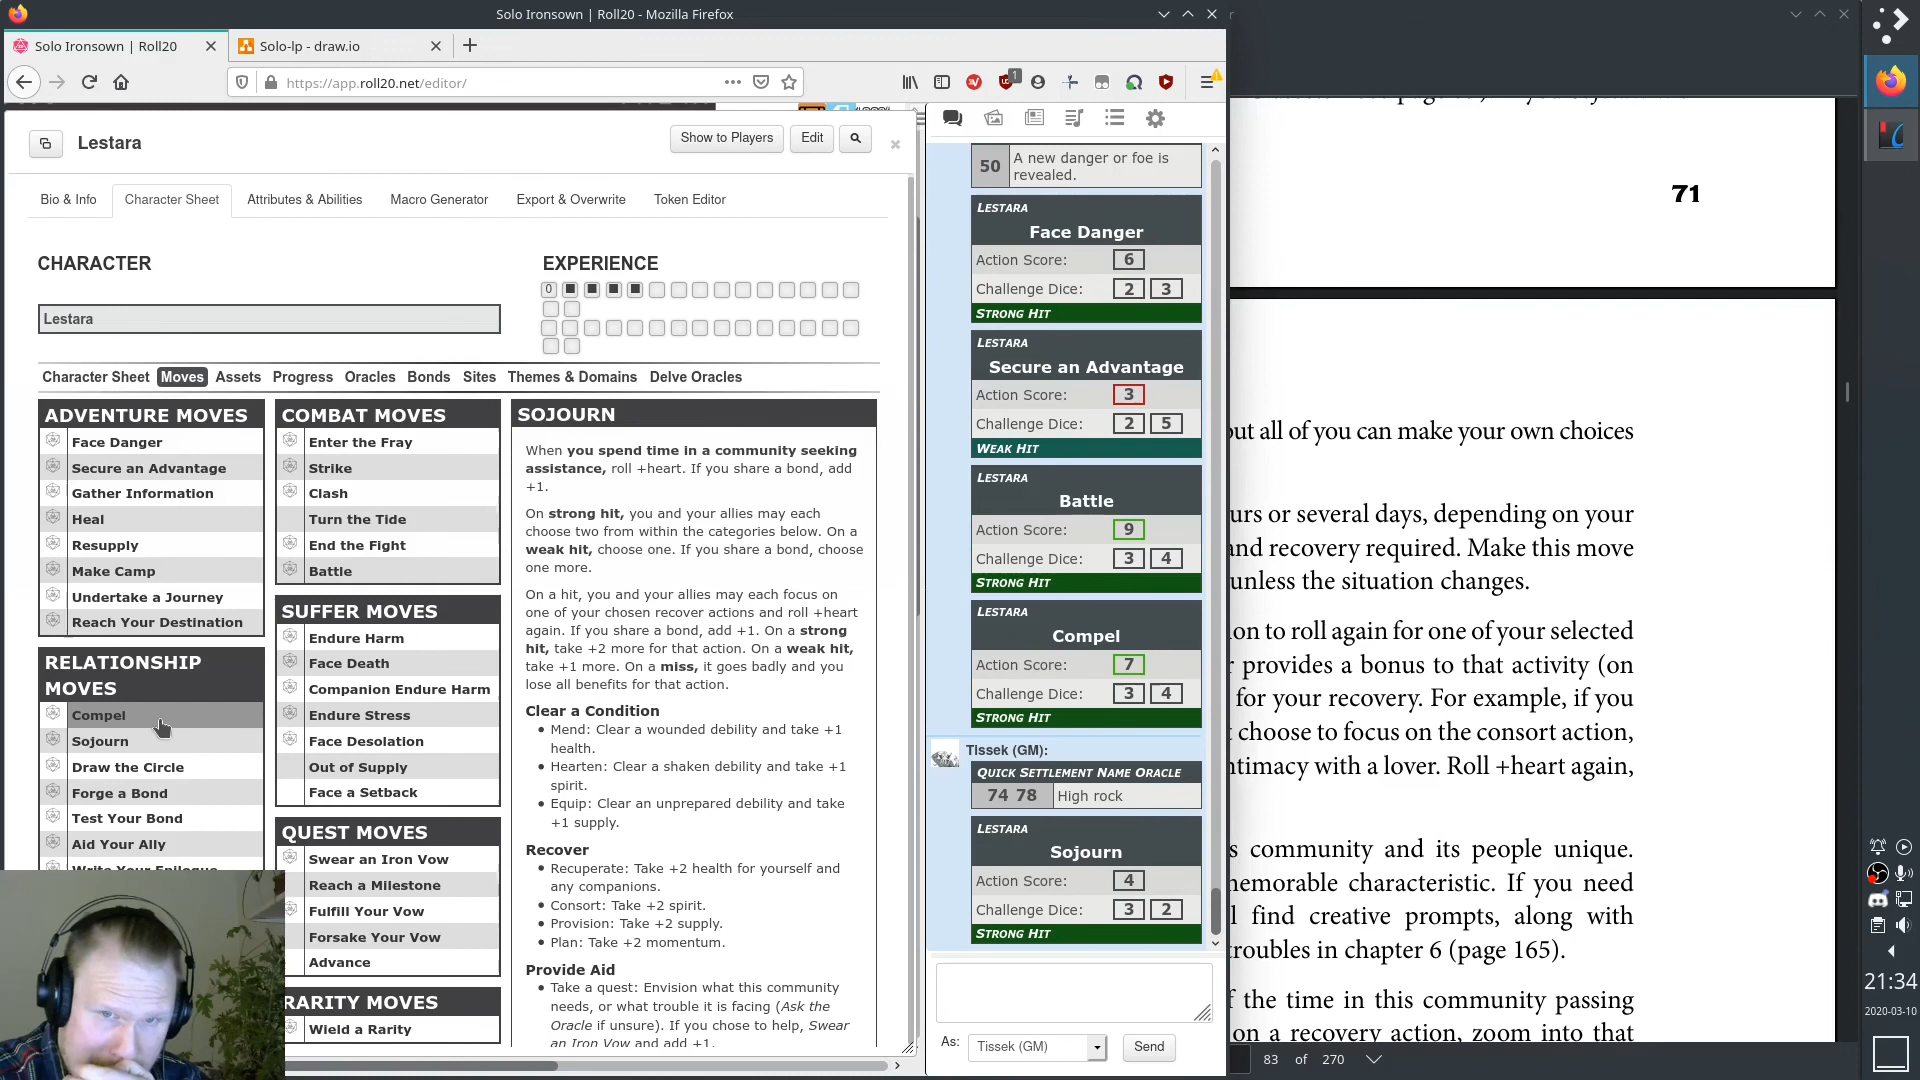 Solo Ironsown | Roll20 - Mozilla Firefox
Solo Ironsown | Roll20
Solo-lp - draw.io
https://app.roll20.net/editor/
1
Lestara
Show to Players
Edit
Bio & Info
Character Sheet
Attributes & Abilities
Macro Generator
Export & Overwrite
Token Editor
CHARACTER
EXPERIENCE
0
Lestara
Character Sheet
Moves
Assets
Progress
Oracles
Bonds
Sites
Themes & Domains
Delve Oracles
ADVENTURE MOVES
Face Danger
Secure an Advantage
Gather Information
Heal
Resupply
Make Camp
Undertake a Journey
Reach Your Destination
RELATIONSHIP
MOVES
Compel
Sojourn
Draw the Circle
Forge a Bond
Test Your Bond
Aid Your Ally
Write Your Epilogue
COMBAT MOVES
Enter the Fray
Strike
Clash
Turn the Tide
End the Fight
Battle
SUFFER MOVES
Endure Harm
Face Death
Companion Endure Harm
Endure Stress
Face Desolation
Out of Supply
Face a Setback
QUEST MOVES
Swear an Iron Vow
Reach a Milestone
Fulfill Your Vow
Forsake Your Vow
Advance
RARITY MOVES
Wield a Rarity
SOJOURN
When you spend time in a community seeking
assistance, roll +heart. If you share a bond, add
+1.
On strong hit, you and your allies may each
choose two from within the categories below. On a
weak hit, choose one. If you share a bond, choose
one more.
On a hit, you and your allies may each focus on
one of your chosen recover actions and roll +heart
again. If you share a bond, add +1. On a strong
hit, take +2 more for that action. On a weak hit,
take +1 more. On a miss, it goes badly and you
lose all benefits for that action.
Clear a Condition
• Mend: Clear a wounded debility and take +1
health.
• Hearten: Clear a shaken debility and take +1
spirit.
• Equip: Clear an unprepared debility and take
+1 supply.
Recover
• Recuperate: Take +2 health for yourself and
any companions.
• Consort: Take +2 spirit.
• Provision: Take +2 supply.
• Plan: Take +2 momentum.
Provide Aid
• Take a quest: Envision what this community
needs, or what trouble it is facing (Ask the
Oracle if unsure). If you chose to help, Swear
an Iron Vow and add +1.
50
A new danger or foe is
revealed.
LESTARA
Face Danger
Action Score: 6
Challenge Dice: 2 3
STRONG HIT
LESTARA
Secure an Advantage
Action Score: 3
Challenge Dice: 2 5
WEAK HIT
LESTARA
Battle
Action Score: 9
Challenge Dice: 3 4
STRONG HIT
LESTARA
Compel
Action Score: 7
Challenge Dice: 3 4
STRONG HIT
Tissek (GM):
QUICK SETTLEMENT NAME ORACLE
74 78 High rock
LESTARA
Sojourn
Action Score: 4
Challenge Dice: 3 2
STRONG HIT
As:
Tissek (GM)
Send
71
but all of you can make your own choices
urs or several days, depending on your
nd recovery required. Make this move
unless the situation changes.
on to roll again for one of your selected
r provides a bonus to that activity (on
for your recovery. For example, if you
t choose to focus on the consort action,
ntimacy with a lover. Roll +heart again,
s community and its people unique.
memorable characteristic. If you need
l find creative prompts, along with
troubles in chapter 6 (page 165).
f the time in this community passing
on a recovery action, zoom into that
83 of 270
21:34
2020-03-10